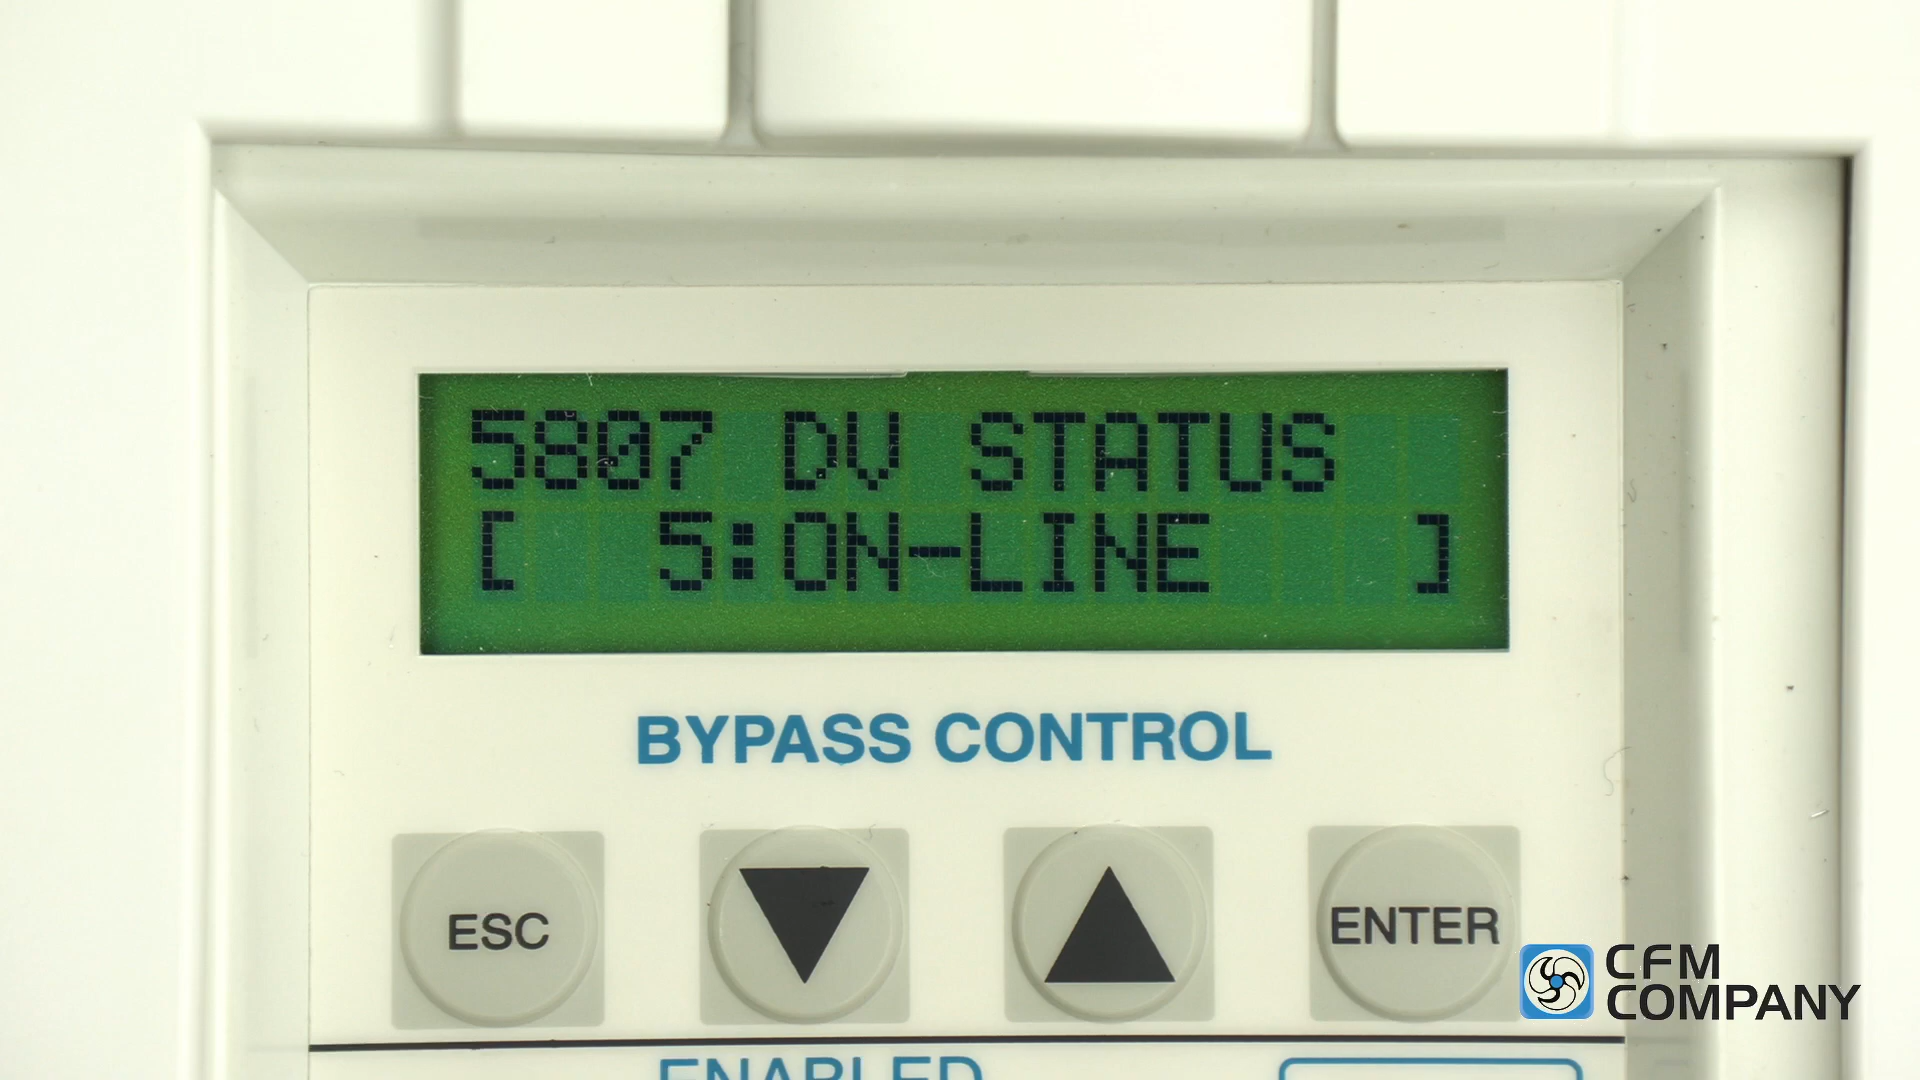 5807 DV STATUS
[  5:ON-LINE   ]
BYPASS CONTROL
ESC
ENTER
CFM
COMPANY
ENABLED